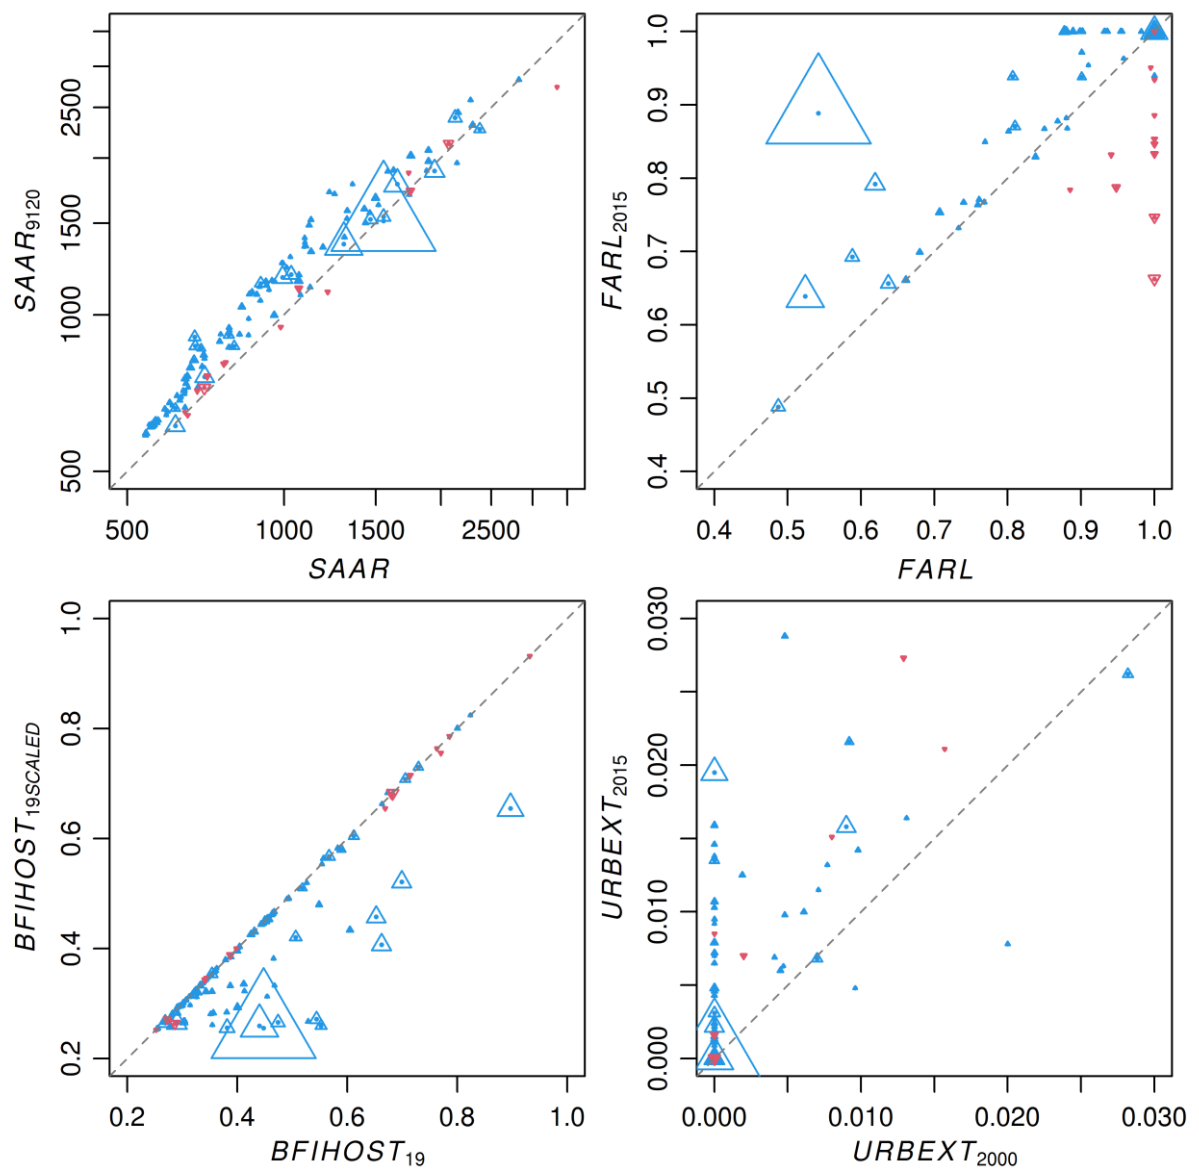 2500
1500
1000
500
SAAR9120
500 1000 1500 2500
SAAR
1.0
0.9
0.8
0.7
0.6
0.5
0.4
FARL2015
0.4 0.5 0.6 0.7 0.8 0.9 1.0
FARL
1.0
0.8
0.6
0.4
0.2
BFIHOST19SCALED
0.2 0.4 0.6 0.8 1.0
BFIHOST19
0.030
0.020
0.010
0.000
URBEXT2015
0.000 0.010 0.020 0.030
URBEXT2000